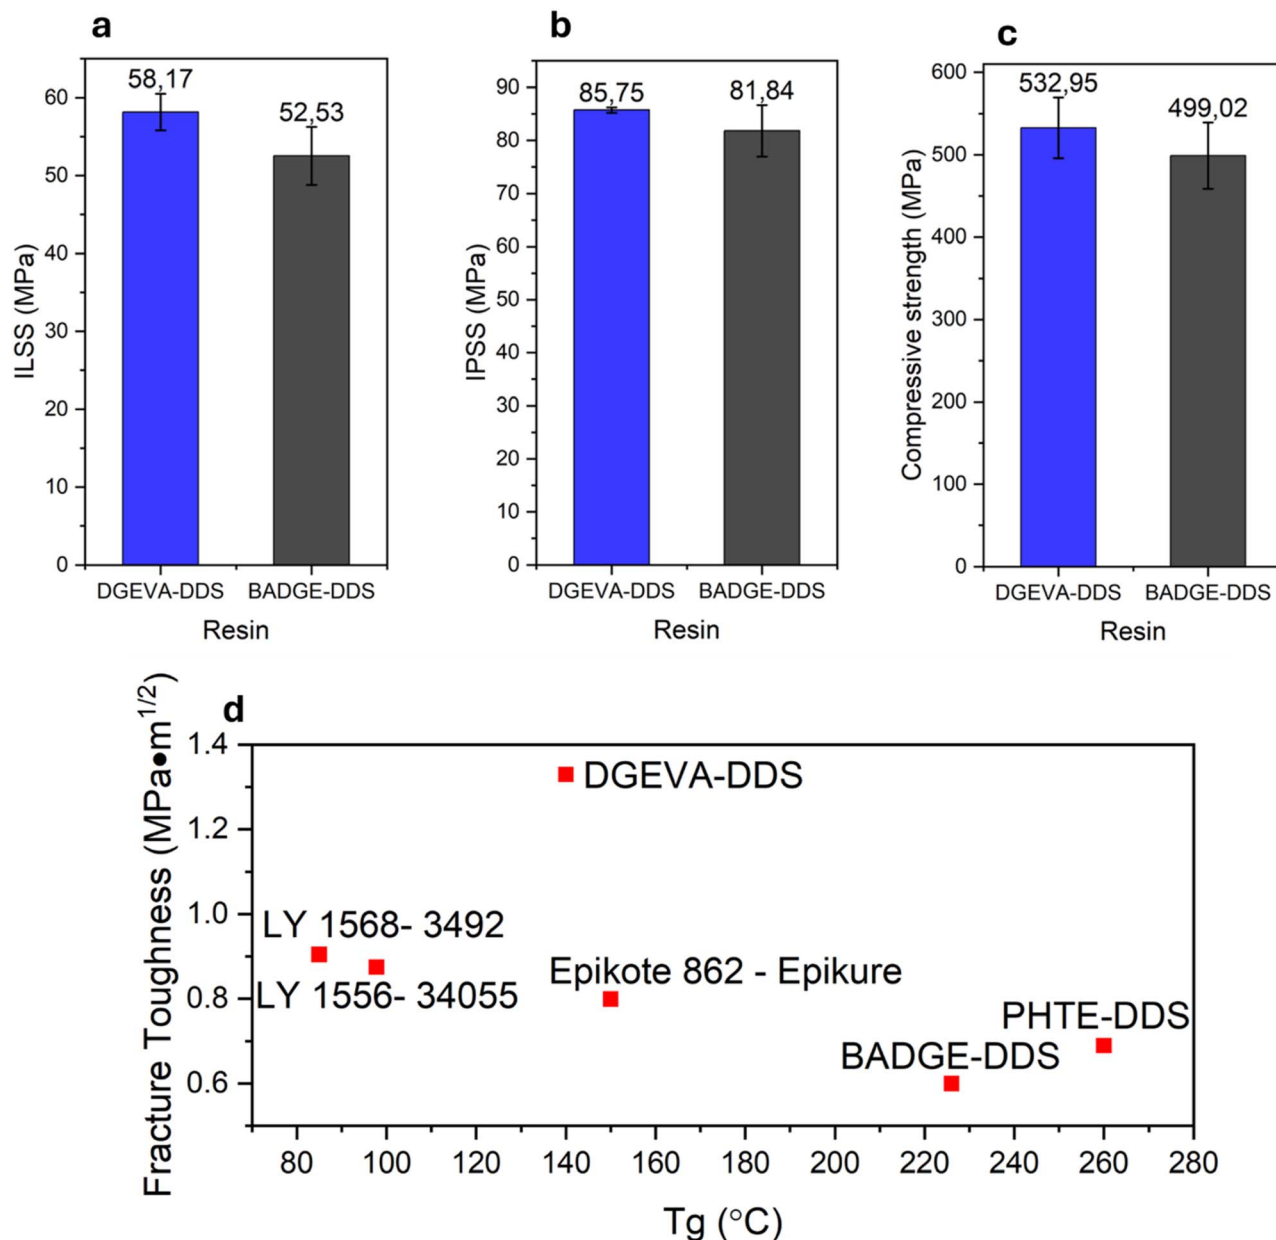 a
58,17
52,53
60
50
40
30
20
10
0
ILSS (MPa)
DGEVA-DDS BADGE-DDS
Resin
b
85,75
81,84
90
80
70
60
50
40
30
20
10
0
IPSS (MPa)
DGEVA-DDS BADGE-DDS
Resin
c
532,95
499,02
600
500
400
300
200
100
0
Compressive strength (MPa)
DGEVA-DDS BADGE-DDS
Resin
d
1.4
1.2
1.0
0.8
0.6
Fracture Toughness (MPa•m1/2)
DGEVA-DDS
LY 1568- 3492
LY 1556- 34055
Epikote 862 - Epikure
PHTE-DDS
BADGE-DDS
80 100 120 140 160 180 200 220 240 260 280
Tg (°C)